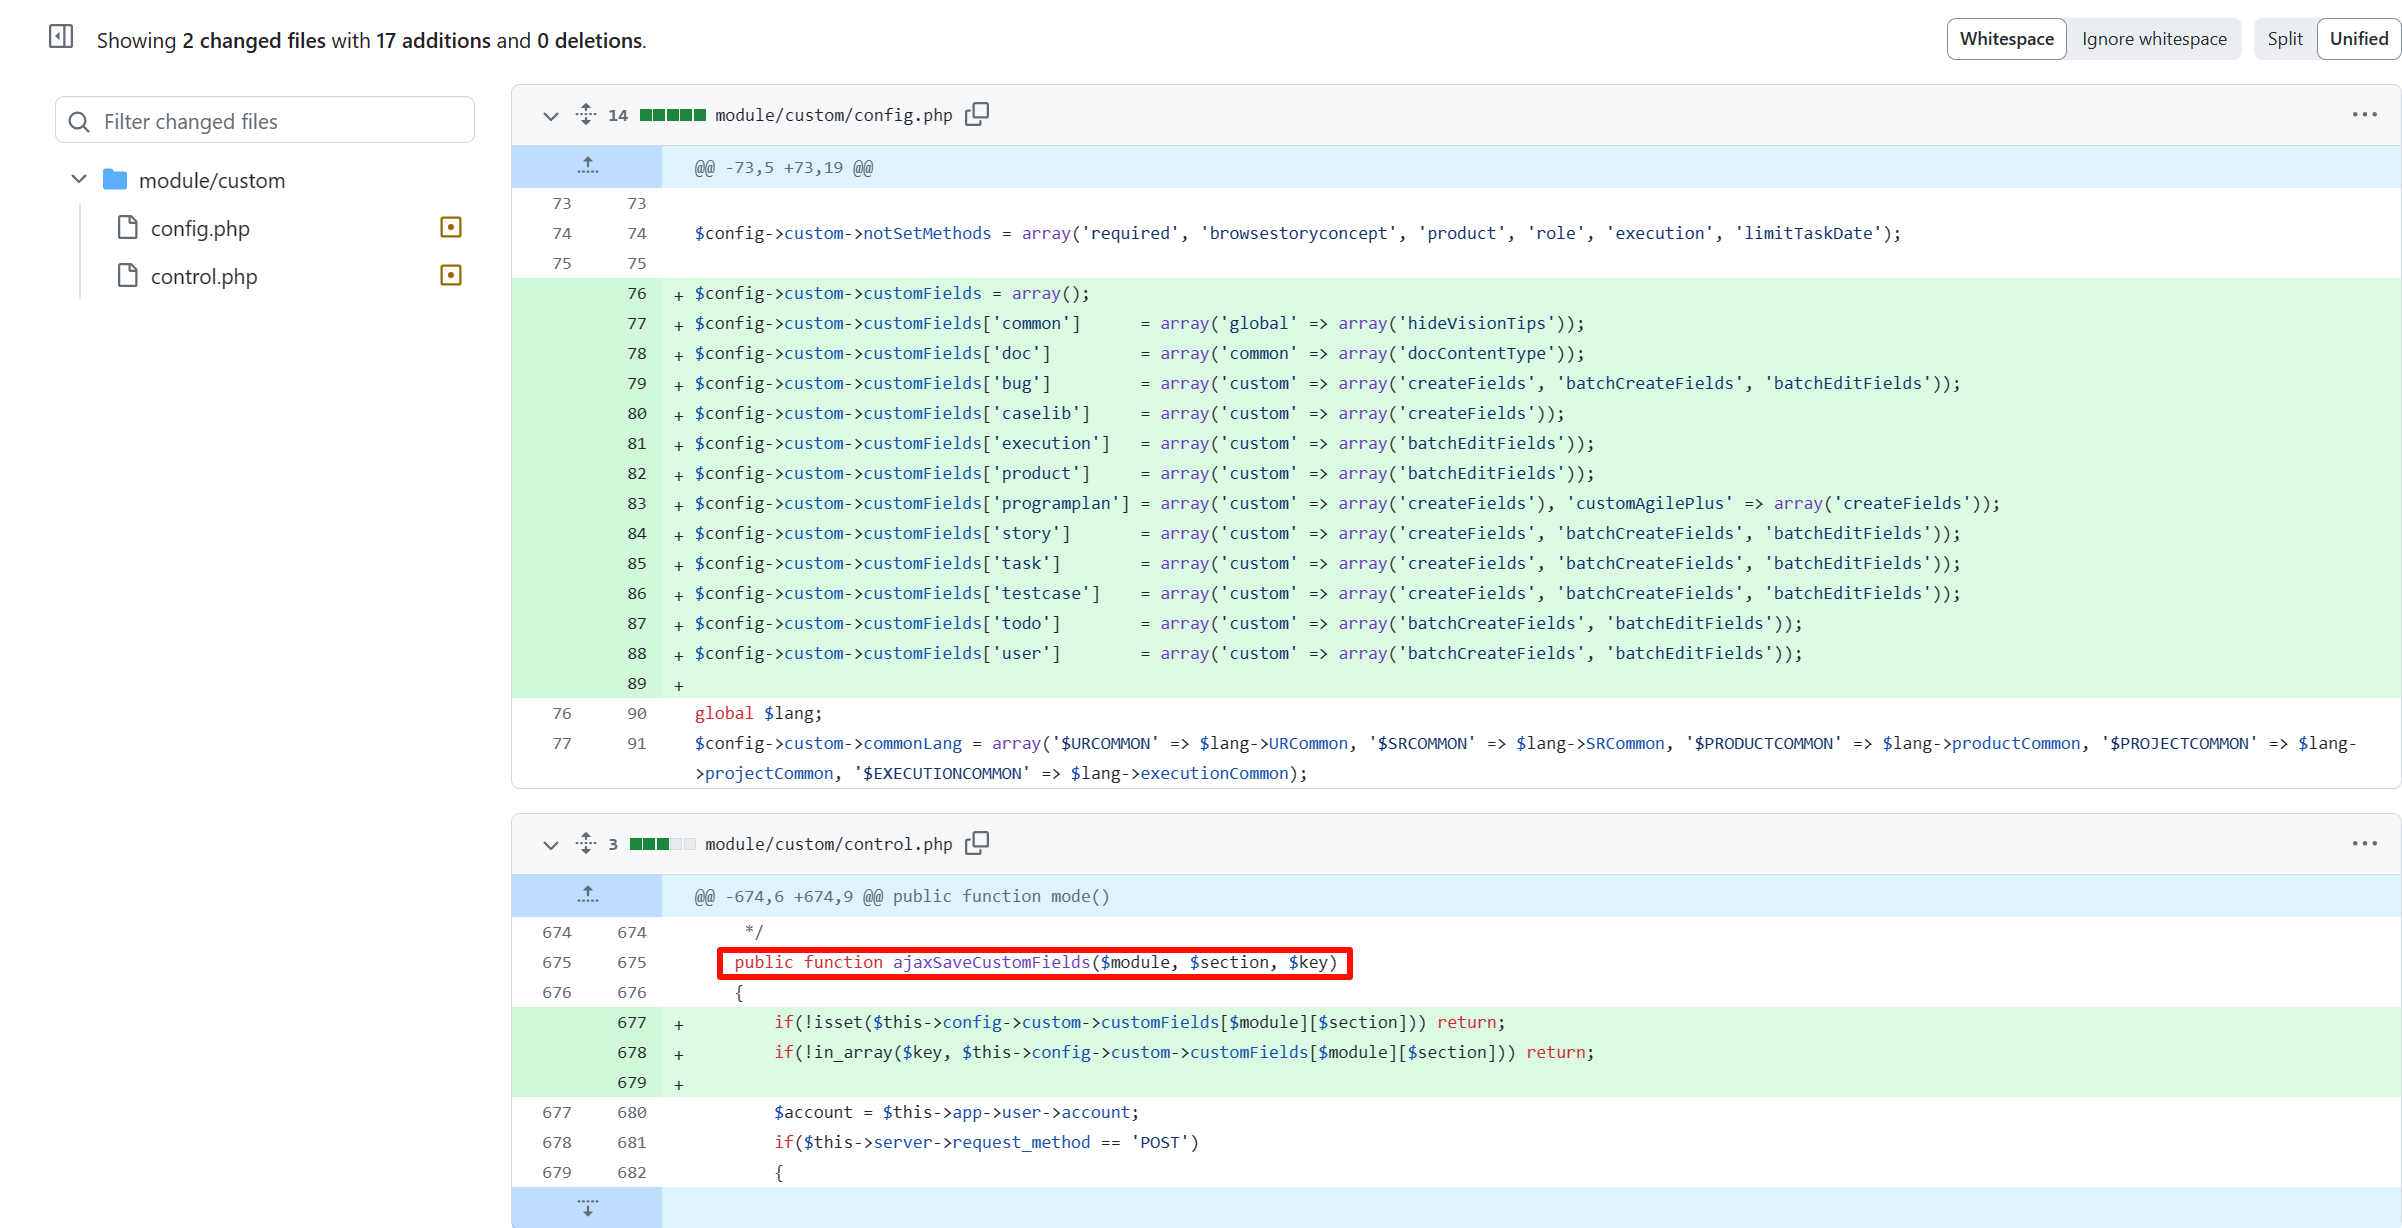 Showing 2 changed files with 17 additions and 0 deletions.
Whitespace Ignore whitespace Split Unified
Filter changed files
module/custom
config.php
control.php
14 module/custom/config.php
@@ -73,5 +73,19 @@
73 73
74 74 $config->custom->notSetMethods = array('required', 'browsestoryconcept', 'product', 'role', 'execution', 'limitTaskDate');
75 75
76 + $config->custom->customFields = array();
77 + $config->custom->customFields['common']      = array('global' => array('hideVisionTips'));
78 + $config->custom->customFields['doc']         = array('common' => array('docContentType'));
79 + $config->custom->customFields['bug']         = array('custom' => array('createFields', 'batchCreateFields', 'batchEditFields'));
80 + $config->custom->customFields['caselib']     = array('custom' => array('createFields'));
81 + $config->custom->customFields['execution']   = array('custom' => array('batchEditFields'));
82 + $config->custom->customFields['product']     = array('custom' => array('batchEditFields'));
83 + $config->custom->customFields['programplan'] = array('custom' => array('createFields'), 'customAgilePlus' => array('createFields'));
84 + $config->custom->customFields['story']       = array('custom' => array('createFields', 'batchCreateFields', 'batchEditFields'));
85 + $config->custom->customFields['task']        = array('custom' => array('createFields', 'batchCreateFields', 'batchEditFields'));
86 + $config->custom->customFields['testcase']    = array('custom' => array('createFields', 'batchCreateFields', 'batchEditFields'));
87 + $config->custom->customFields['todo']        = array('custom' => array('batchCreateFields', 'batchEditFields'));
88 + $config->custom->customFields['user']        = array('custom' => array('batchCreateFields', 'batchEditFields'));
89 +
76 90 global $lang;
77 91 $config->custom->commonLang = array('$URCOMMON' => $lang->URCommon, '$SRCOMMON' => $lang->SRCommon, '$PRODUCTCOMMON' => $lang->productCommon, '$PROJECTCOMMON' => $lang-
>projectCommon, '$EXECUTIONCOMMON' => $lang->executionCommon);
3 module/custom/control.php
@@ -674,6 +674,9 @@ public function mode()
674 674 */
675 675 public function ajaxSaveCustomFields($module, $section, $key)
676 676 {
677 + if(!isset($this->config->custom->customFields[$module][$section])) return;
678 + if(!in_array($key, $this->config->custom->customFields[$module][$section])) return;
679 +
677 680 $account = $this->app->user->account;
678 681 if($this->server->request_method == 'POST')
679 682 {